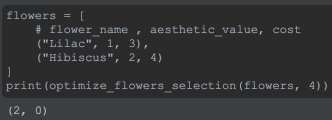 flowers = [
    # flower_name , aesthetic_value, cost
    ("Lilac", 1, 3),
    ("Hibiscus", 2, 4)
]
print(optimize_flowers_selection(flowers, 4))
(2, 0)